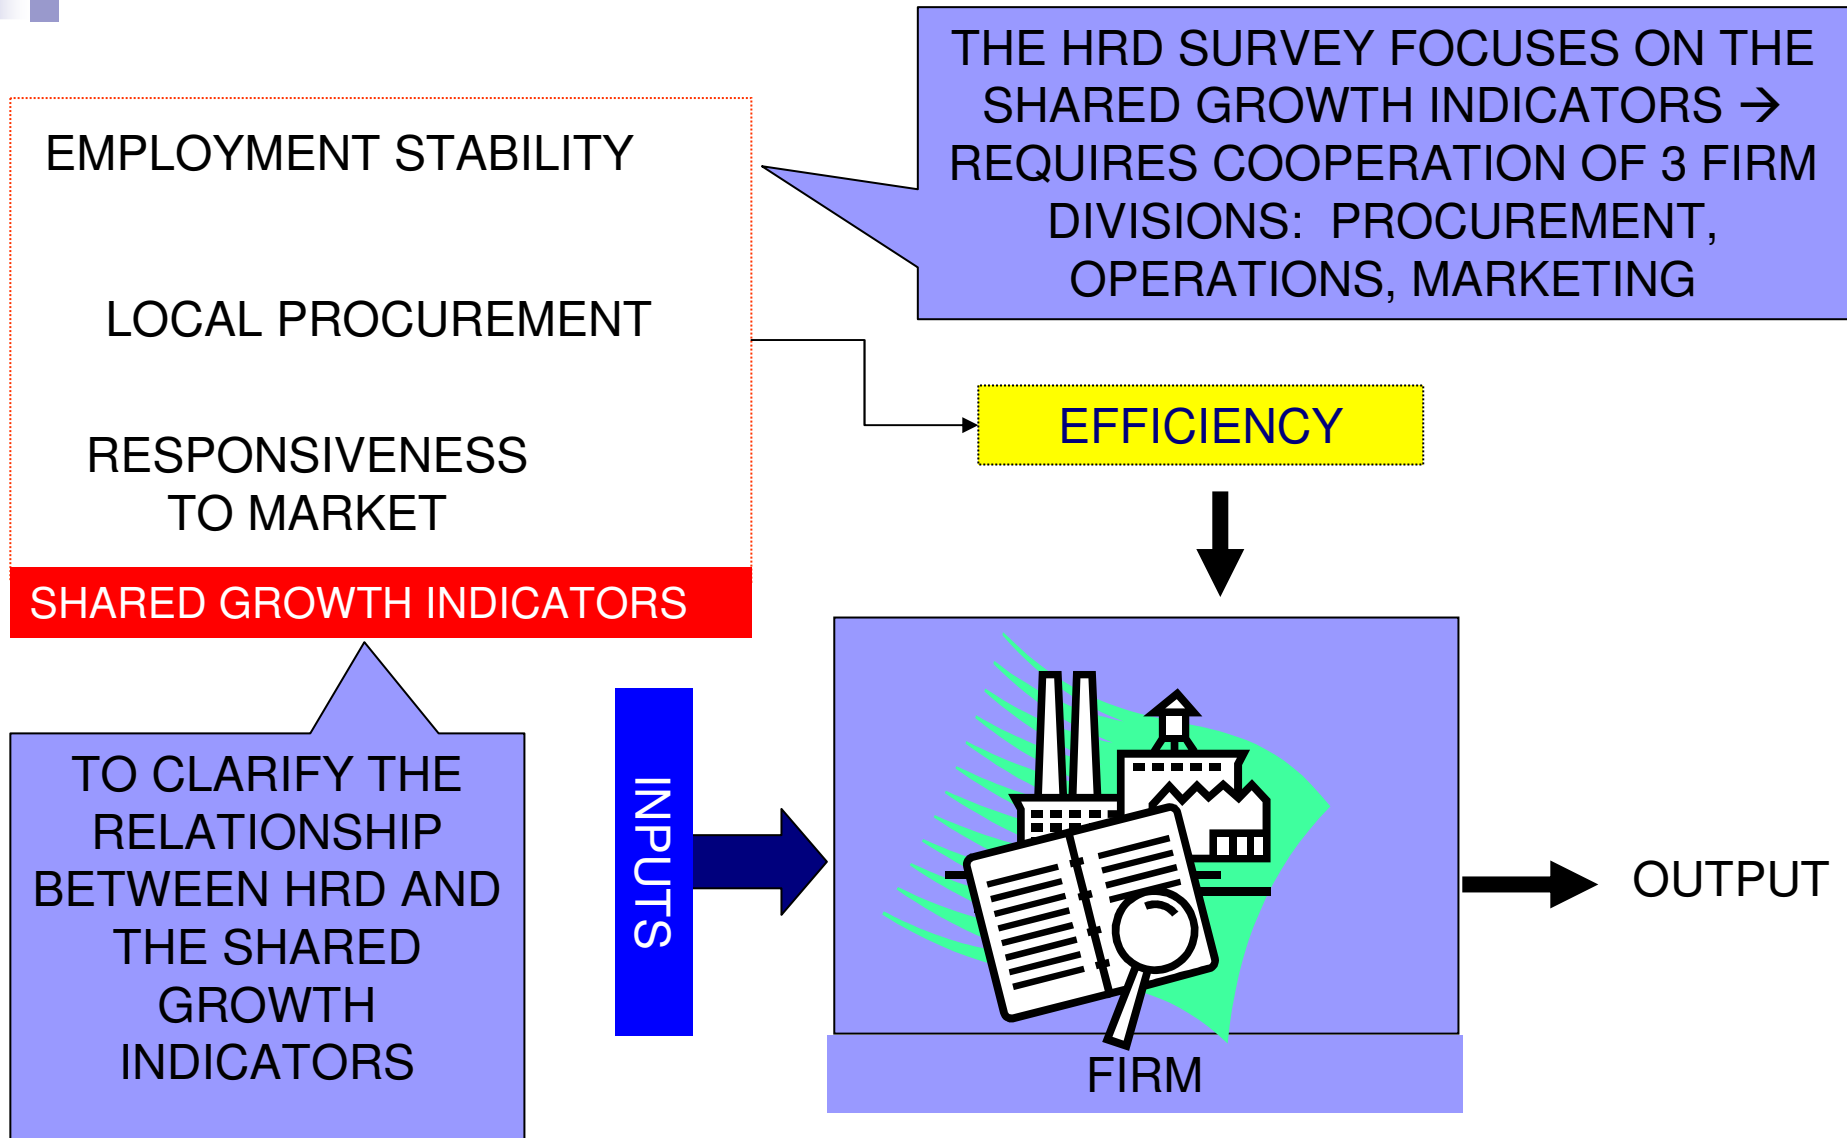 THE HRD SURVEY FOCUSES ON THE
SHARED GROWTH INDICATORS →
REQUIRES COOPERATION OF 3 FIRM
DIVISIONS: PROCUREMENT,
OPERATIONS, MARKETING
EMPLOYMENT STABILITY
LOCAL PROCUREMENT
RESPONSIVENESS
TO MARKET
SHARED GROWTH INDICATORS
EFFICIENCY
TO CLARIFY THE
RELATIONSHIP
BETWEEN HRD AND
THE SHARED
GROWTH
INDICATORS
INPUTS
FIRM
OUTPUT